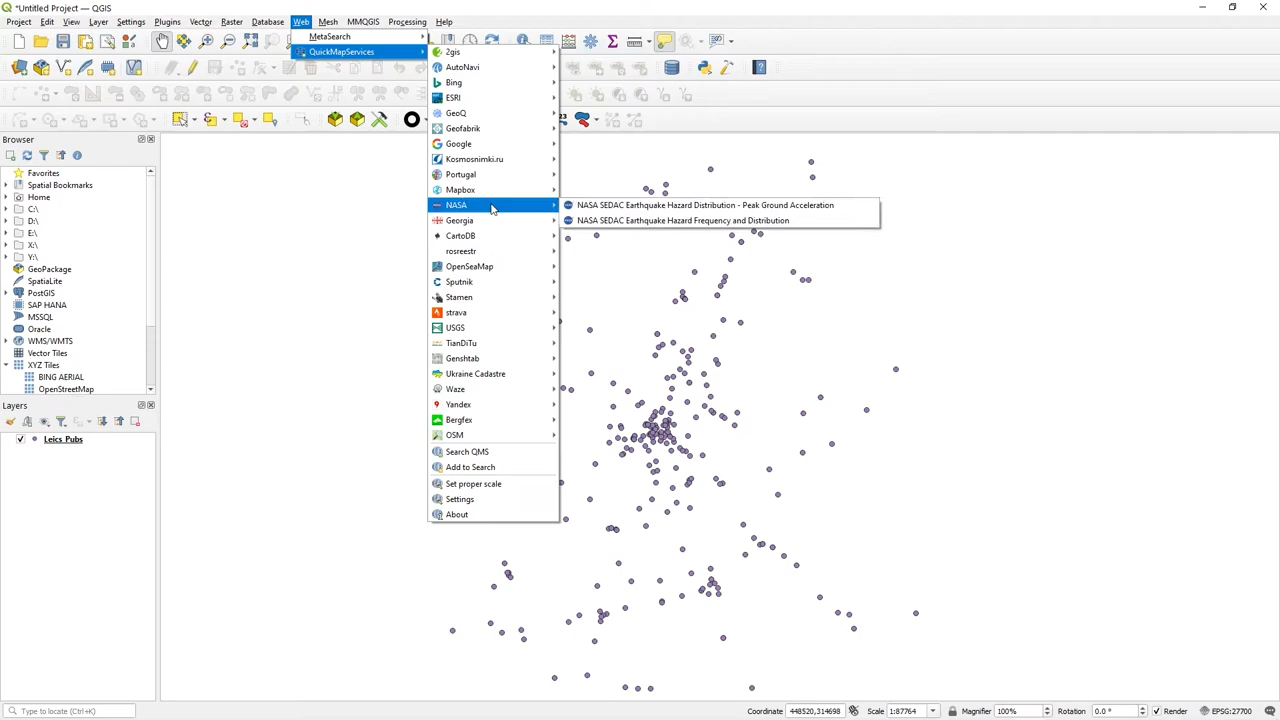 *Untitled Project — QGIS
Project Edit View Layer Settings Plugins Vector Raster Database Web Mesh MMQGIS Processing Help
MetaSearch
QuickMapServices
2gis
AutoNavi
Bing
ESRI
GeoQ
Geofabrik
Google
Kosmosnimki.ru
Portugal
Mapbox
NASA
NASA SEDAC Earthquake Hazard Distribution - Peak Ground Acceleration
Georgia
NASA SEDAC Earthquake Hazard Frequency and Distribution
CartoDB
rosreestr
OpenSeaMap
Sputnik
Stamen
strava
USGS
TianDiTu
Genshtab
Ukraine Cadastre
Waze
Yandex
Bergfex
OSM
Search QMS
Add to Search
Set proper scale
Settings
About
123
Browser
Favorites
Spatial Bookmarks
Home
C:\
D:\
E:\
X:\
Y:\
GeoPackage
SpatiaLite
PostGIS
SAP HANA
MSSQL
Oracle
WMS/WMTS
Vector Tiles
XYZ Tiles
BING AERIAL
OpenStreetMap
Layers
Leics_Pubs
Type to locate (Ctrl+K)
Coordinate 448520,314698 Scale 1:87764 Magnifier 100% Rotation 0.0 ° Render EPSG:27700